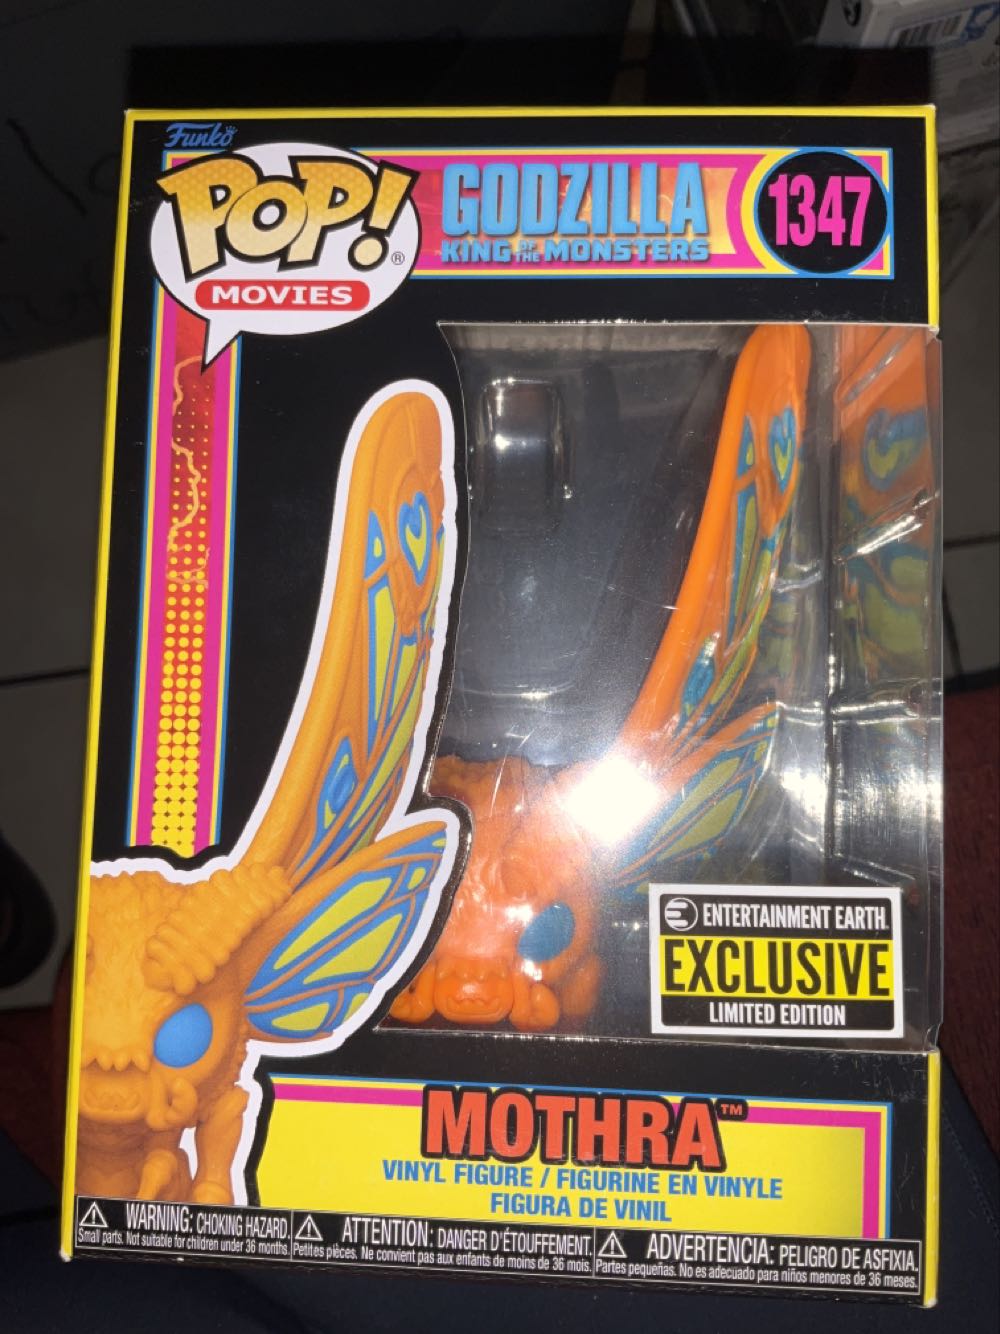 Funko
POP!®
MOVIES
GODZILLA
KING OF THE MONSTERS
1347
ENTERTAINMENT EARTH.
EXCLUSIVE
LIMITED EDITION
MOTHRA™
VINYL FIGURE / FIGURINE EN VINYLE
FIGURA DE VINIL
WARNING: CHOKING HAZARD.
Small parts. Not suitable for children under 36 months.
ATTENTION: DANGER D'ÉTOUFFEMENT.
Petites pièces. Ne convient pas aux enfants de moins de 36 mois.
ADVERTENCIA: PELIGRO DE ASFIXIA.
Partes pequeñas. No es adecuado para niños menores de 36 meses.